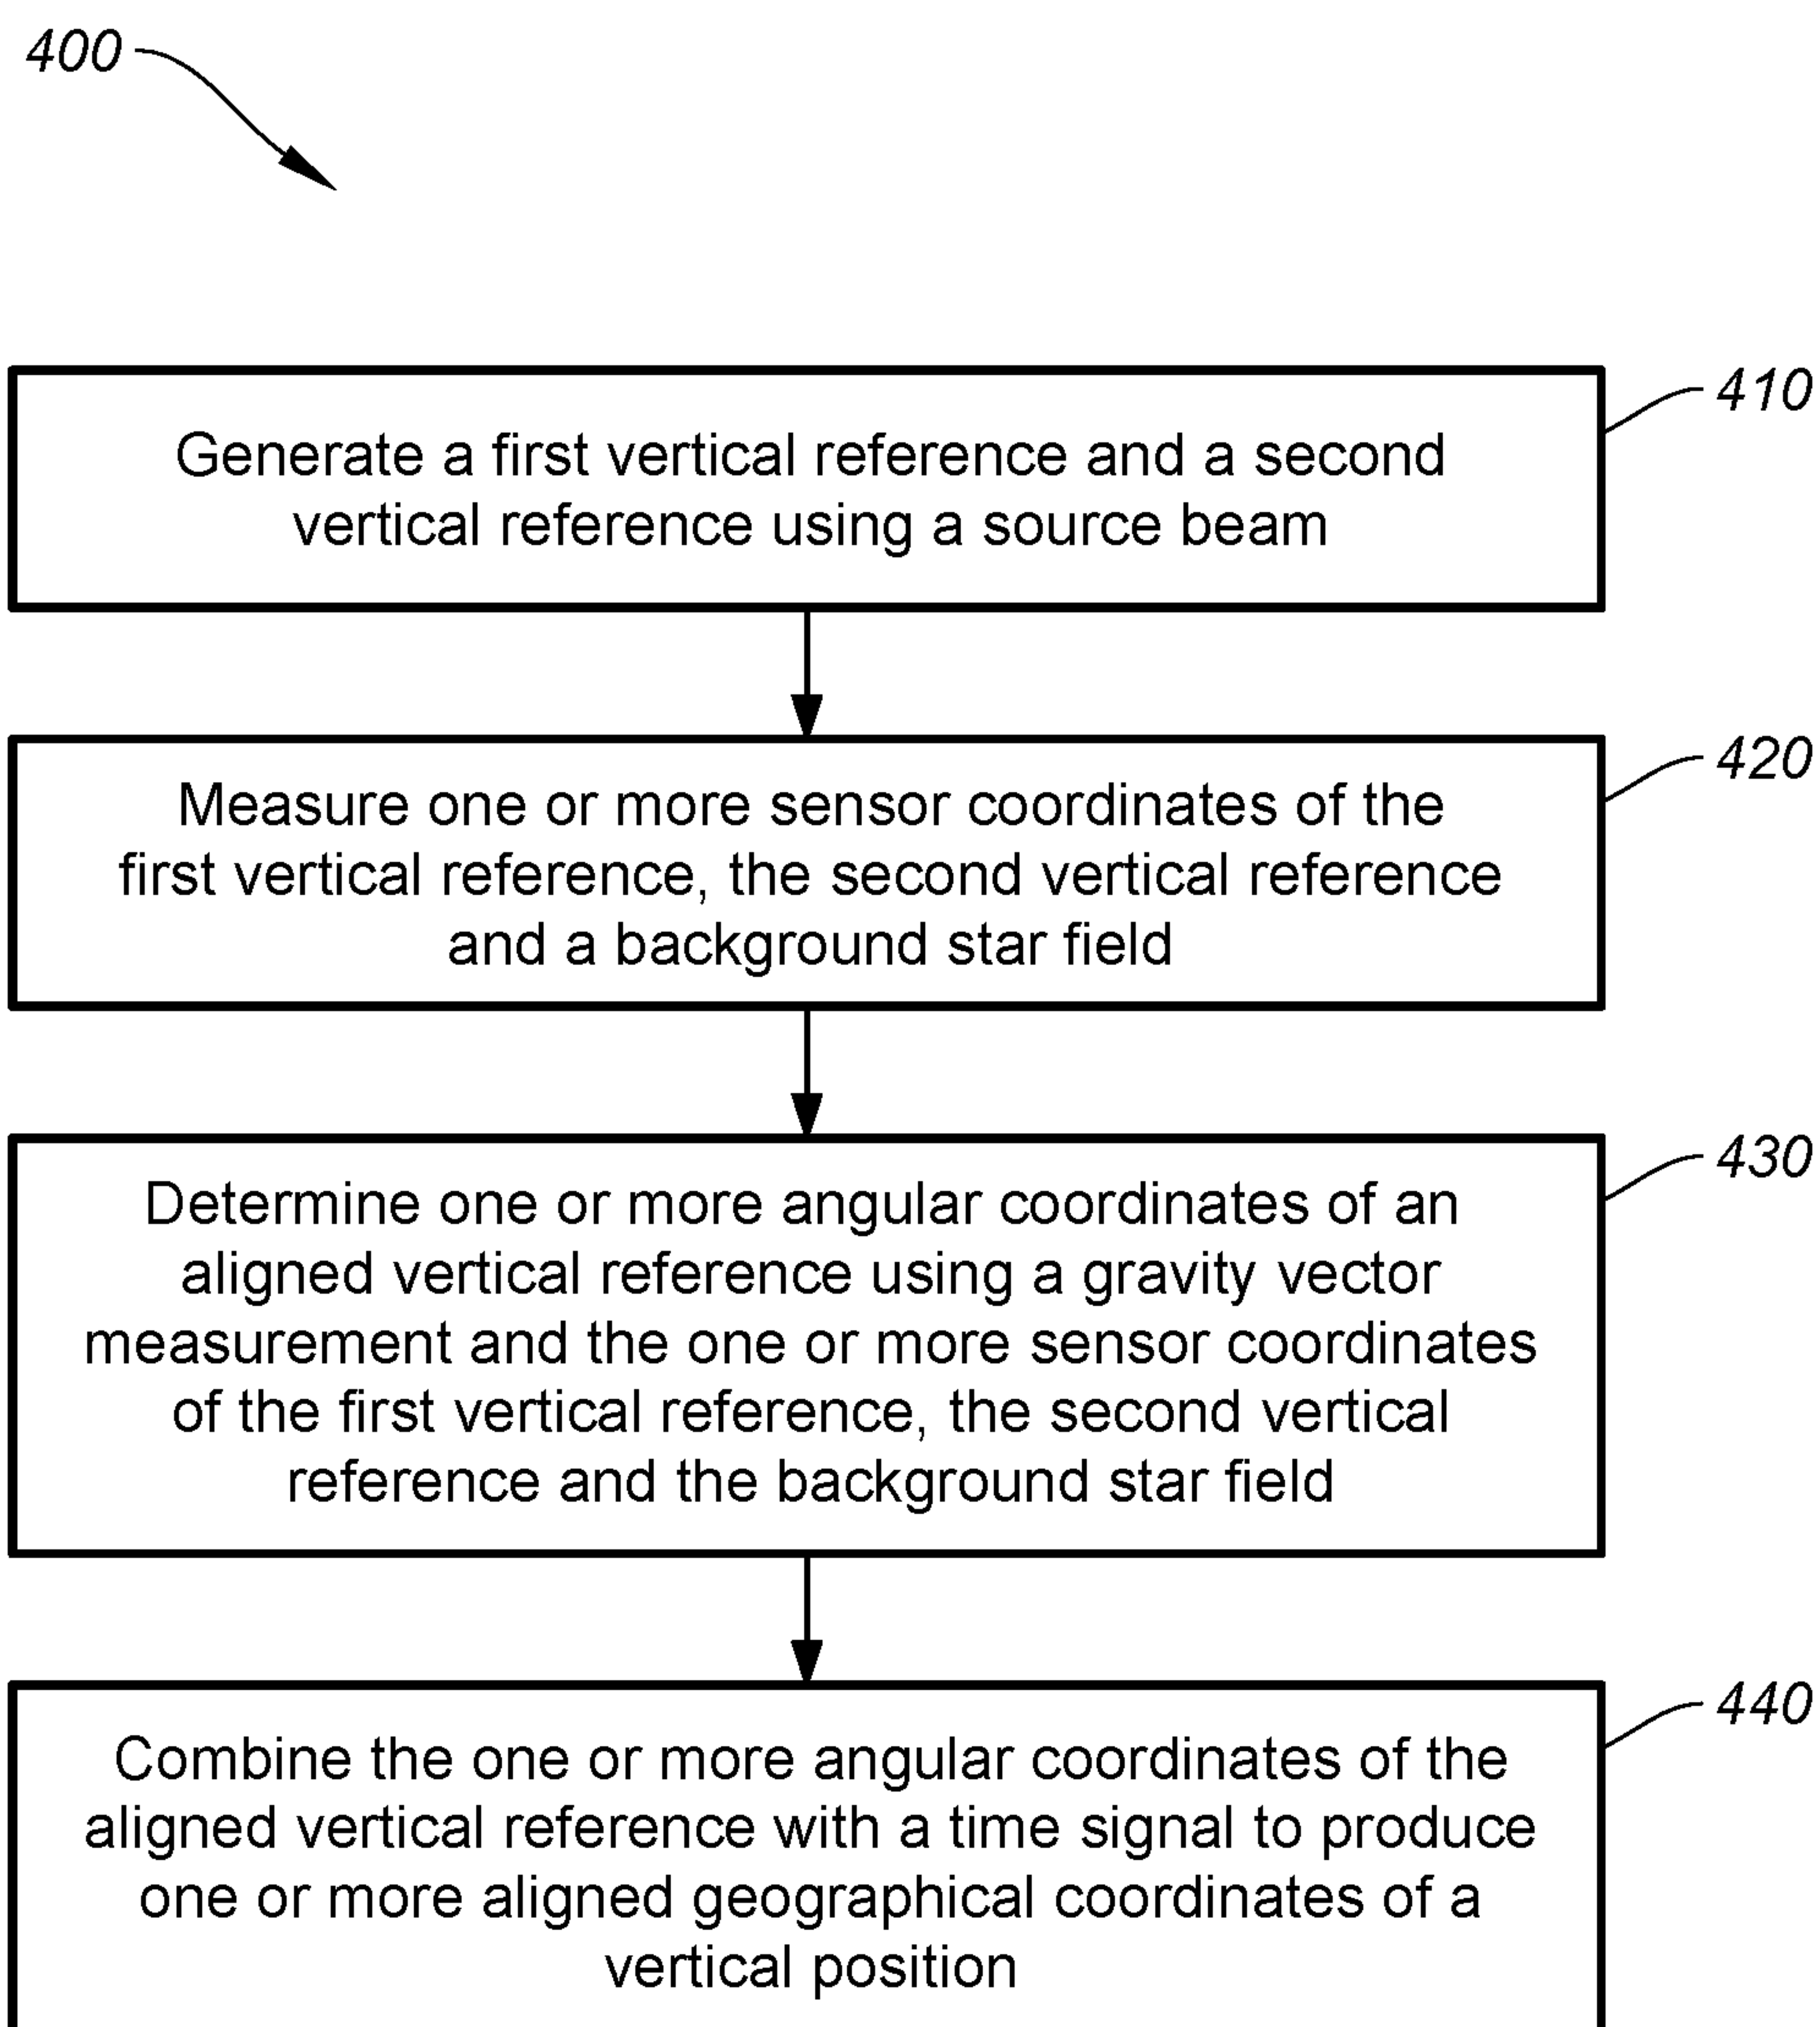 400
410
Generate a first vertical reference and a second
vertical reference using a source beam
420
Measure one or more sensor coordinates of the
first vertical reference, the second vertical reference
and a background star field
430
Determine one or more angular coordinates of an
aligned vertical reference using a gravity vector
measurement and the one or more sensor coordinates
of the first vertical reference, the second vertical
reference and the background star field
440
Combine the one or more angular coordinates of the
aligned vertical reference with a time signal to produce
one or more aligned geographical coordinates of a
vertical position